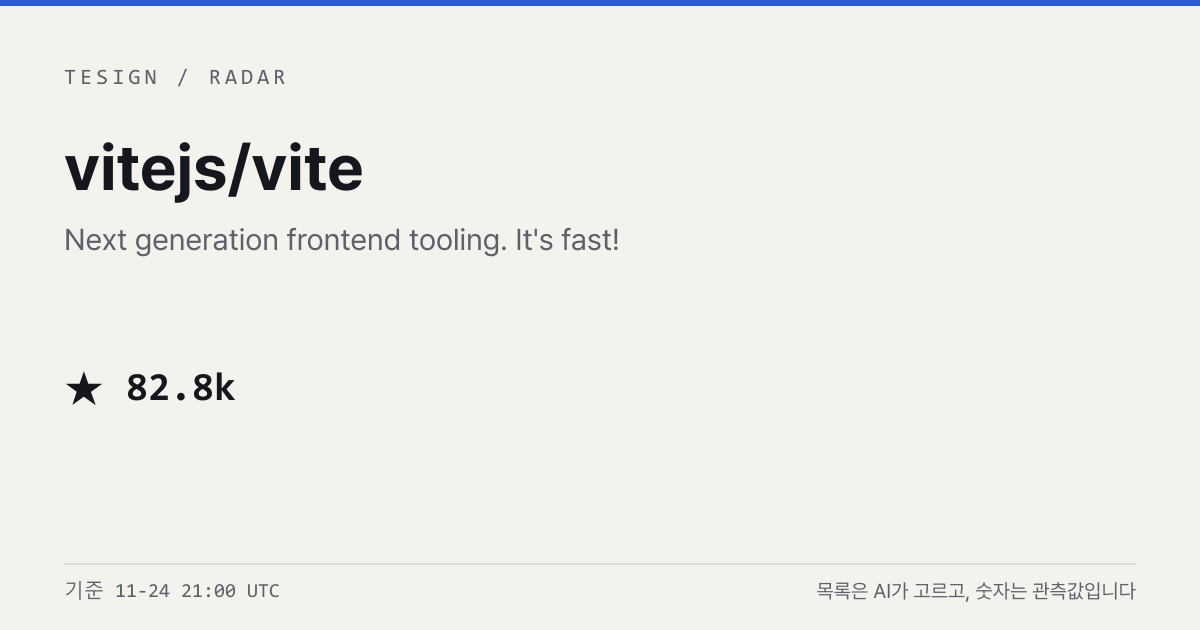 TESIGN / RADAR
vitejs/vite
Next generation frontend tooling. It's fast!
★ 82.8k
기준 11-24 21:00 UTC
목록은 AI가 고르고, 숫자는 관측값입니다